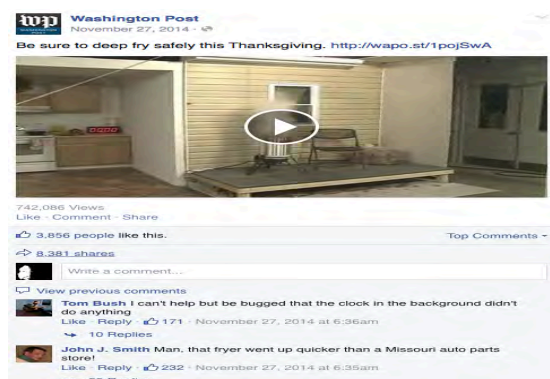 wp
Washington Post
November 27, 2014 ·
Be sure to deep fry safely this Thanksgiving. http://wapo.st/1pojSwA
742,086 Views
Like · Comment · Share
3,856 people like this.
Top Comments
8,381 shares
Write a comment...
View previous comments
Tom Bush I can't help but be bugged that the clock in the background didn't
do anything
Like · Reply · 171 · November 27, 2014 at 6:36am
10 Replies
John J. Smith Man, that fryer went up quicker than a Missouri auto parts
store!
Like · Reply · 232 · November 27, 2014 at 6:35am